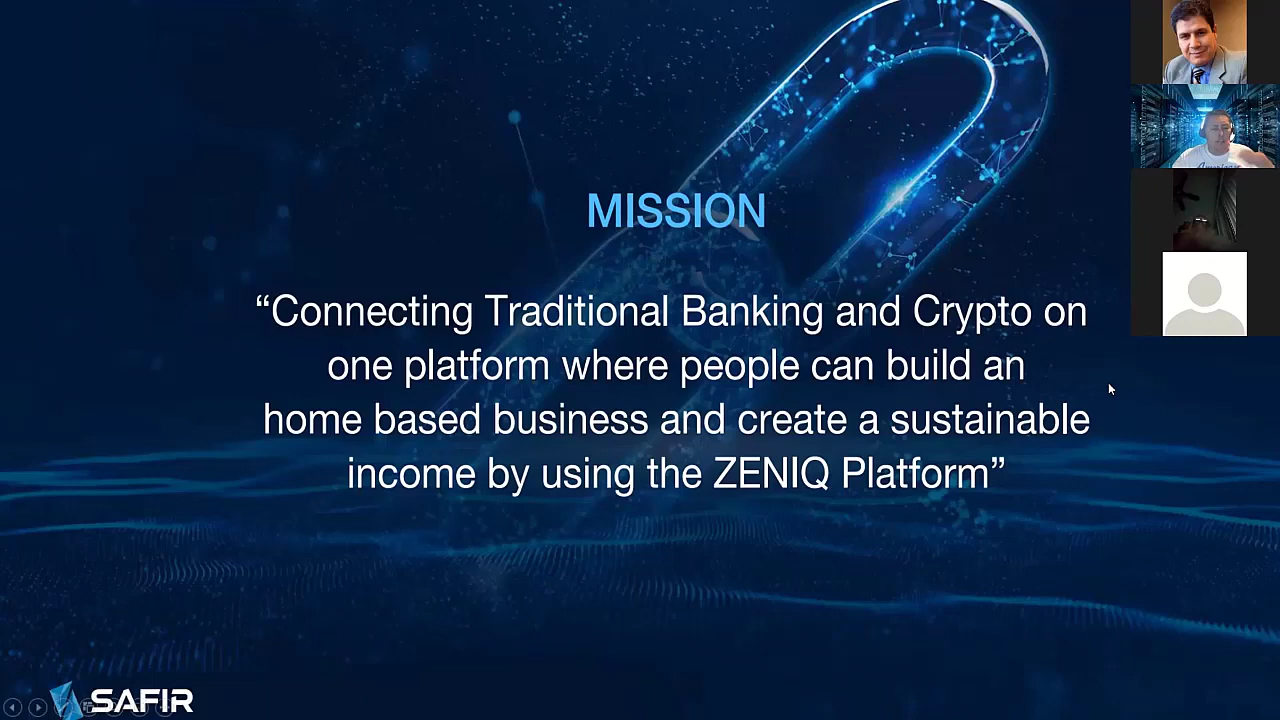 MISSION
“Connecting Traditional Banking and Crypto on
one platform where people can build an
home based business and create a sustainable
income by using the ZENIQ Platform”
SAFIR